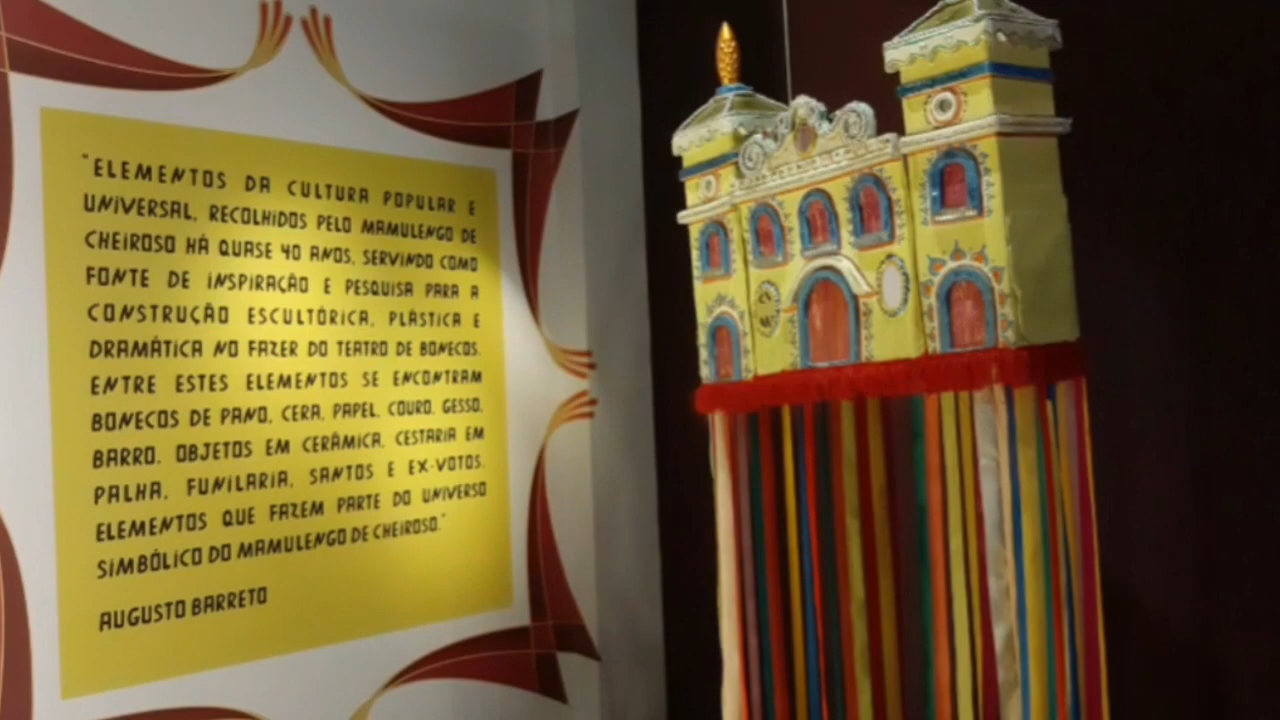 "ELEMENTOS DA CULTURA POPULAR E
UNIVERSAL, RECOLHIDOS PELO MAMULENGO DE
CHEIROSO HÁ QUASE 40 ANOS, SERVINDO COMO
FONTE DE INSPIRAÇÃO E PESQUISA PARA A
CONSTRUÇÃO ESCULTÓRICA, PLÁSTICA E
DRAMÁTICA NO FAZER DO TEATRO DE BONECOS.
ENTRE ESTES ELEMENTOS SE ENCONTRAM
BONECOS DE PANO, CERA, PAPEL, COURO, GESSO,
BARRO, OBJETOS EM CERÂMICA, CESTARIA EM
PALHA, FUNILARIA, SANTOS E EX-VOTOS.
ELEMENTOS QUE FAZEM PARTE DO UNIVERSO
SIMBÓLICO DO MAMULENGO DE CHEIROSO."
AUGUSTO BARRETO